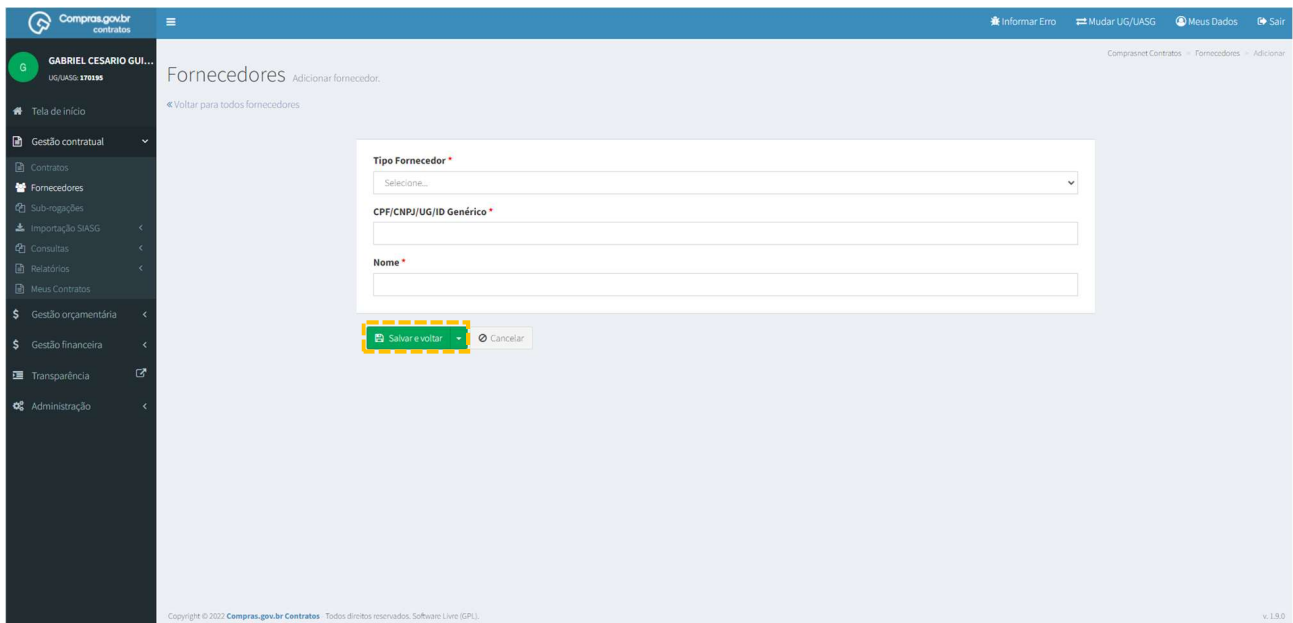 Compras.gov.br
contratos
Informar Erro
Mudar UG/UASG
Meus Dados
Sair
G
GABRIEL CESARIO GUI...
UG/UASG: 170195
Comprasnet Contratos > Fornecedores > Adicionar
Fornecedores Adicionar fornecedor.
« Voltar para todos fornecedores
Tela de início
Gestão contratual
Contratos
Fornecedores
Sub-rogações
Importação SIASG
Consultas
Relatórios
Meus Contratos
Gestão orçamentária
Gestão financeira
Transparência
Administração
Tipo Fornecedor *
Selecione...
CPF/CNPJ/UG/ID Genérico *
Nome *
Salvar e voltar
Cancelar
Copyright © 2022 Compras.gov.br Contratos - Todos direitos reservados. Software Livre (GPL).
v. 1.9.0